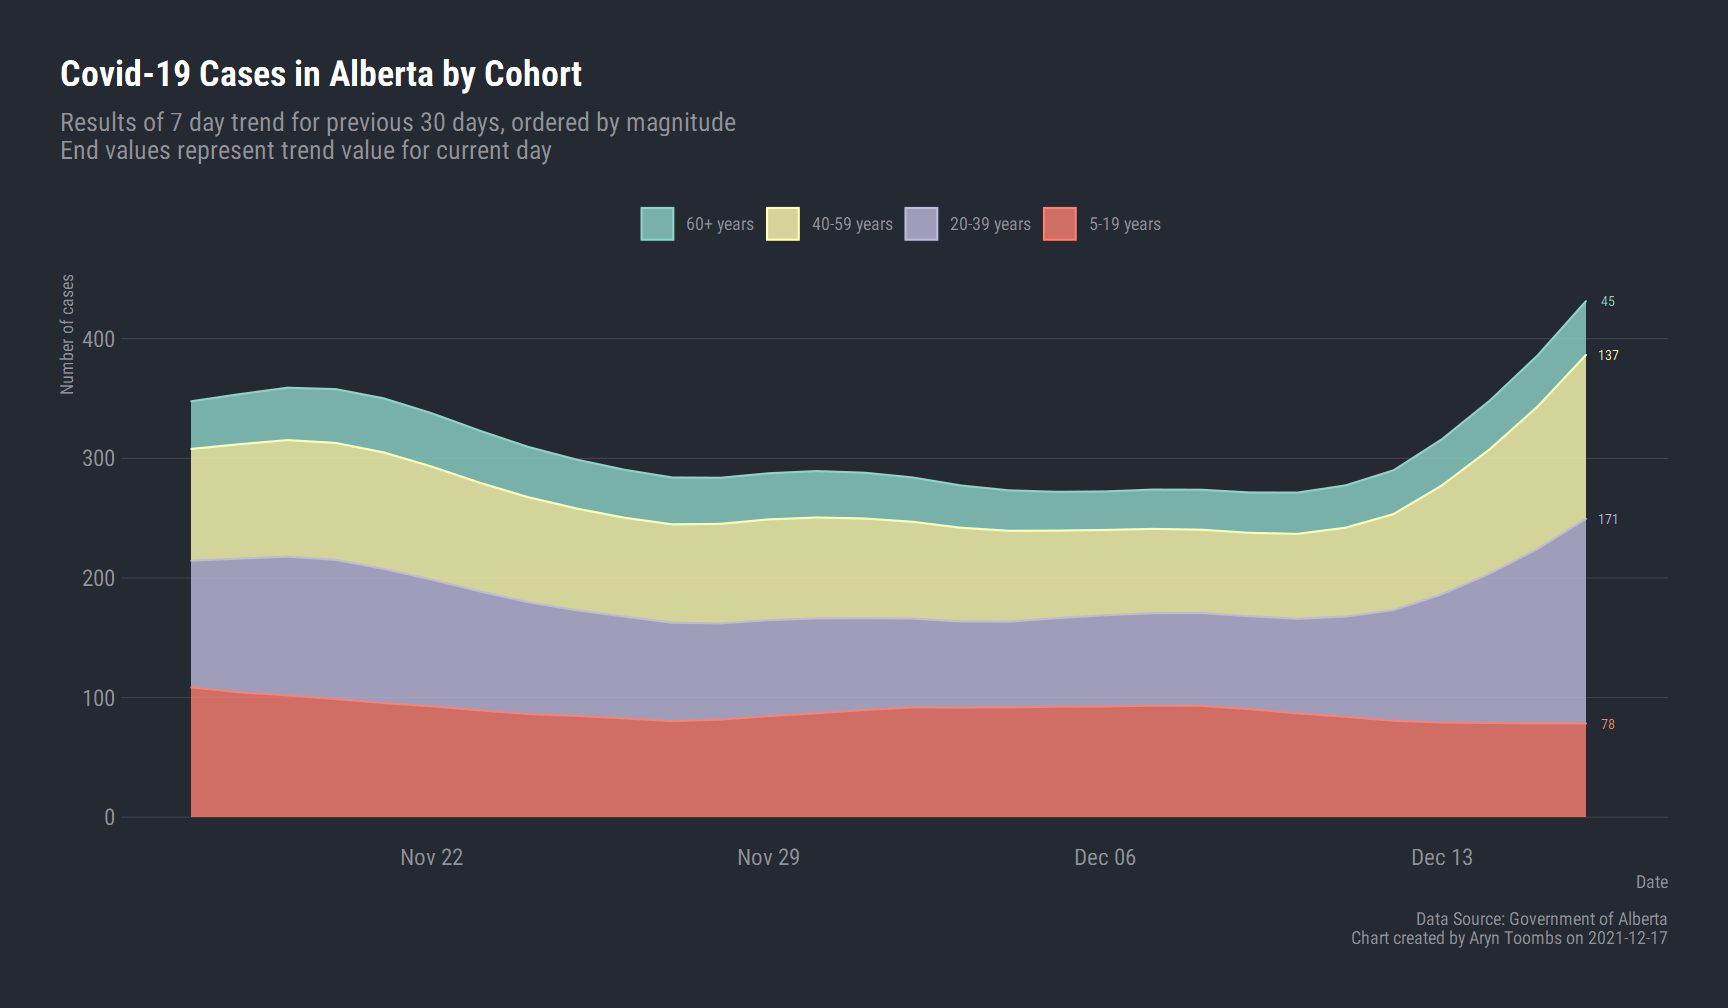 Covid-19 Cases in Alberta by Cohort
Results of 7 day trend for previous 30 days, ordered by magnitude
End values represent trend value for current day
60+ years 40-59 years 20-39 years 5-19 years
Number of cases
45
400
137
300
171
200
100
78
0
Nov 22 Nov 29 Dec 06 Dec 13
Date
Data Source: Government of Alberta
Chart created by Aryn Toombs on 2021-12-17